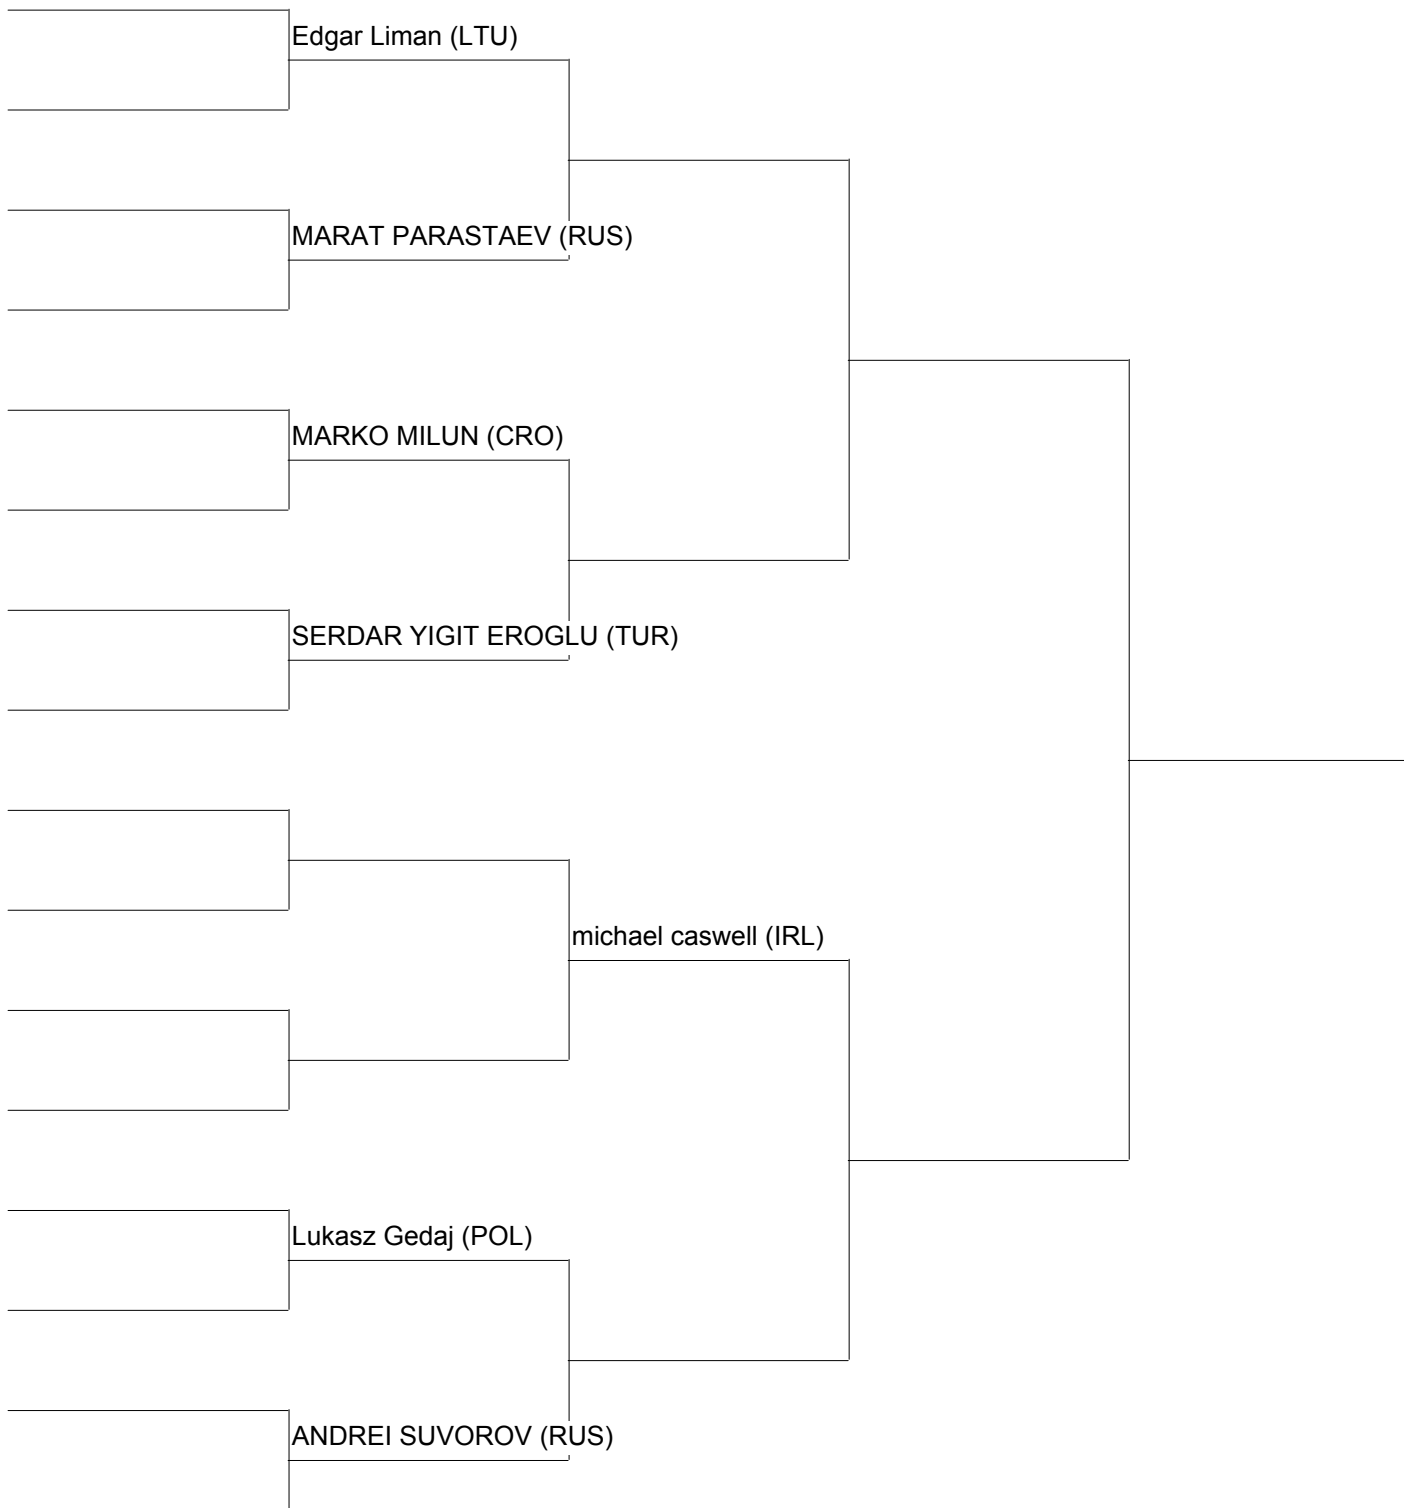 Edgar Liman (LTU)
MARAT PARASTAEV (RUS)
MARKO MILUN (CRO)
SERDAR YIGIT EROGLU (TUR)
michael caswell (IRL)
Lukasz Gedaj (POL)
ANDREI SUVOROV (RUS)